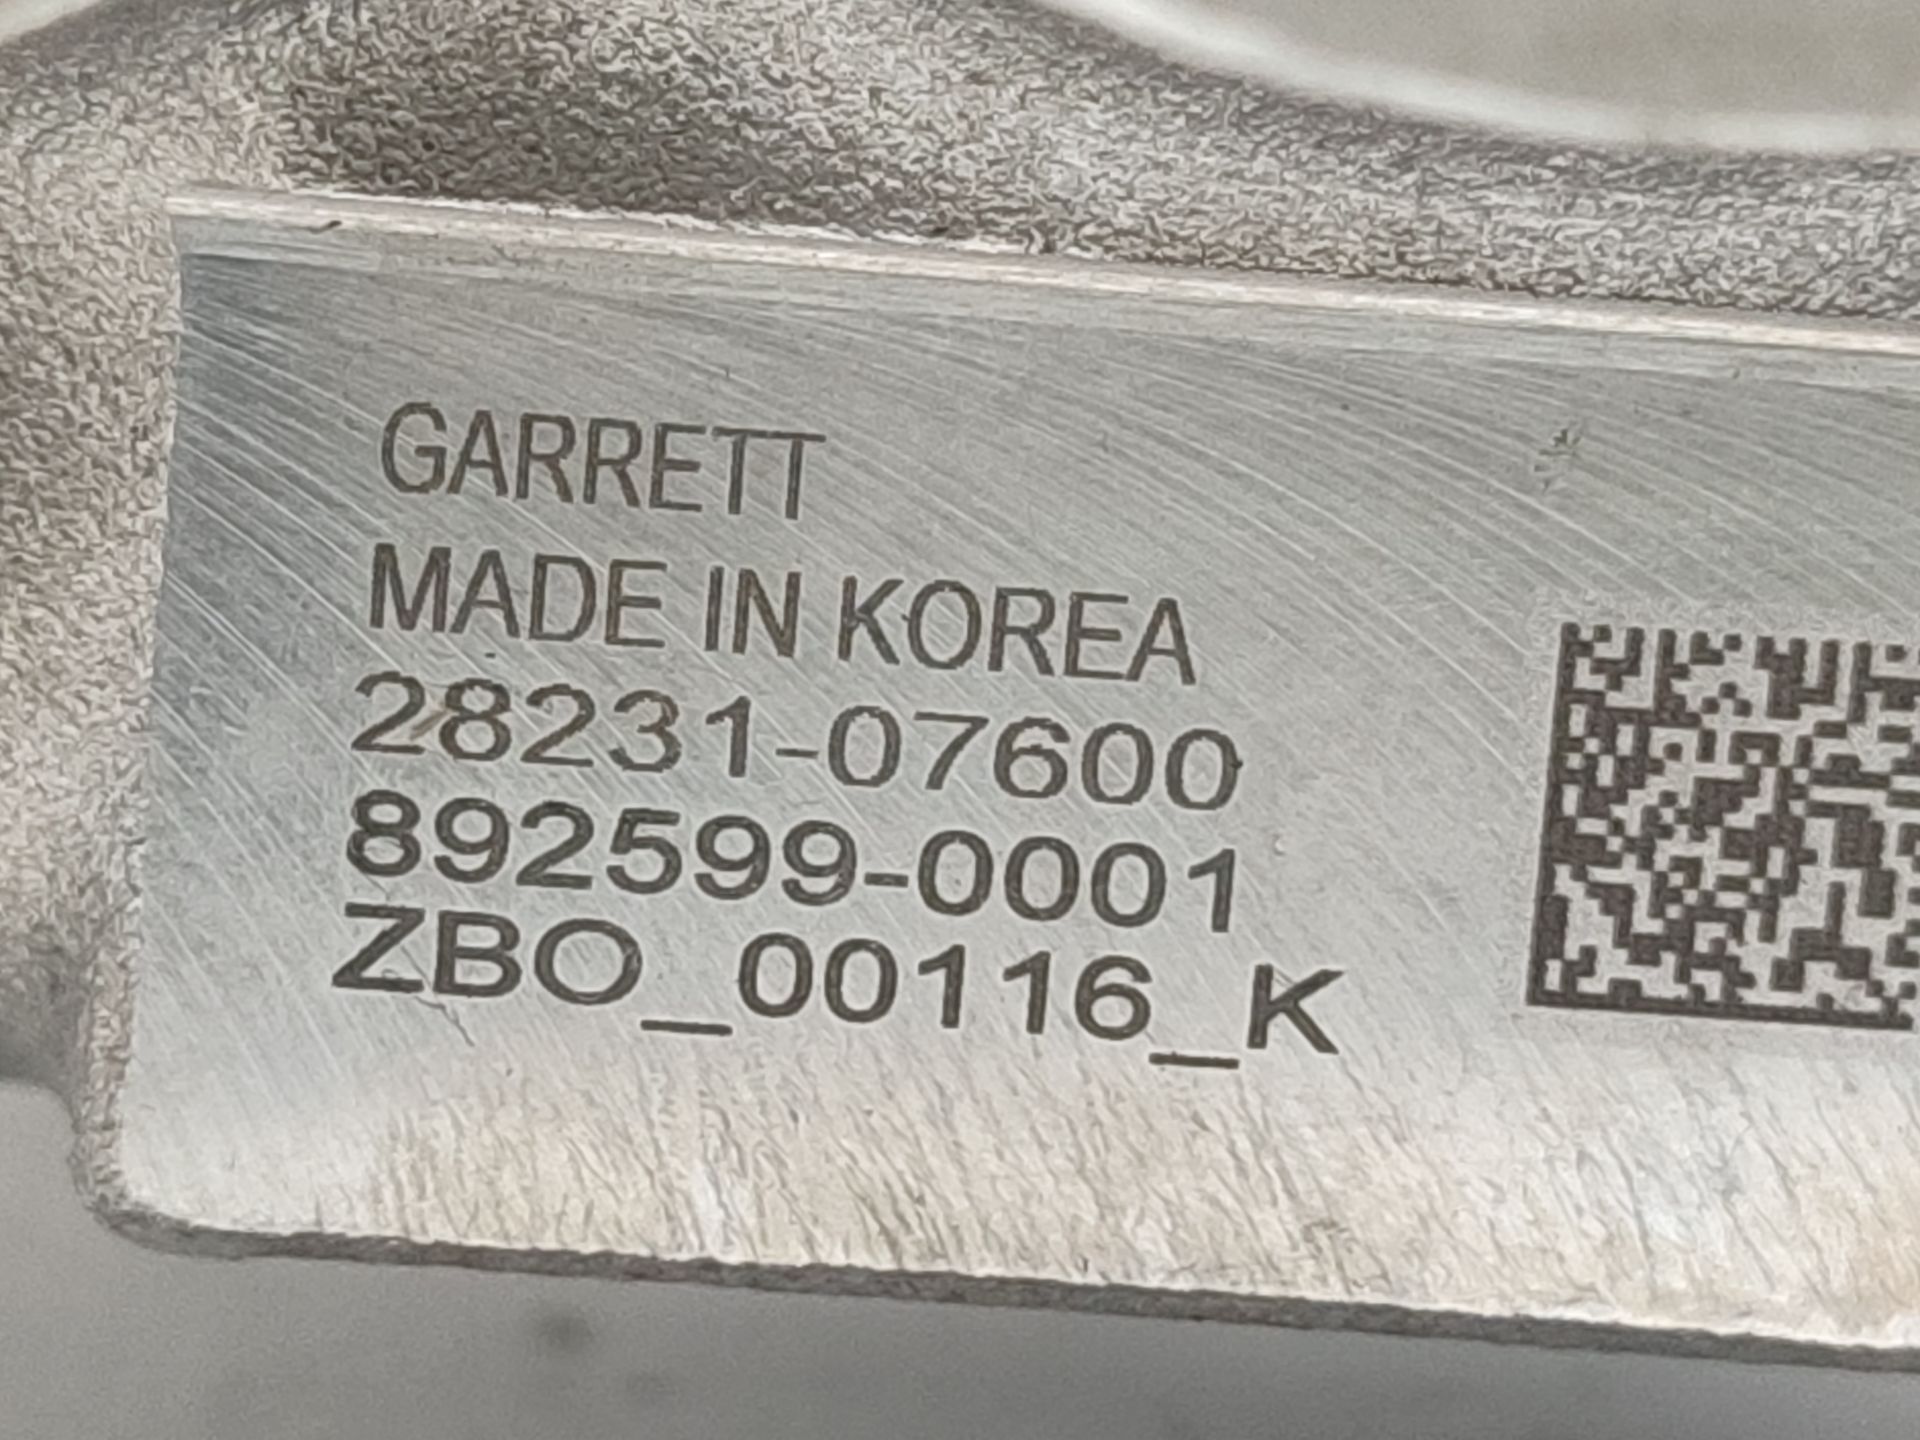 GARRETT
MADE IN KOREA
28231-07600
892599-0001
ZBO_00116_K